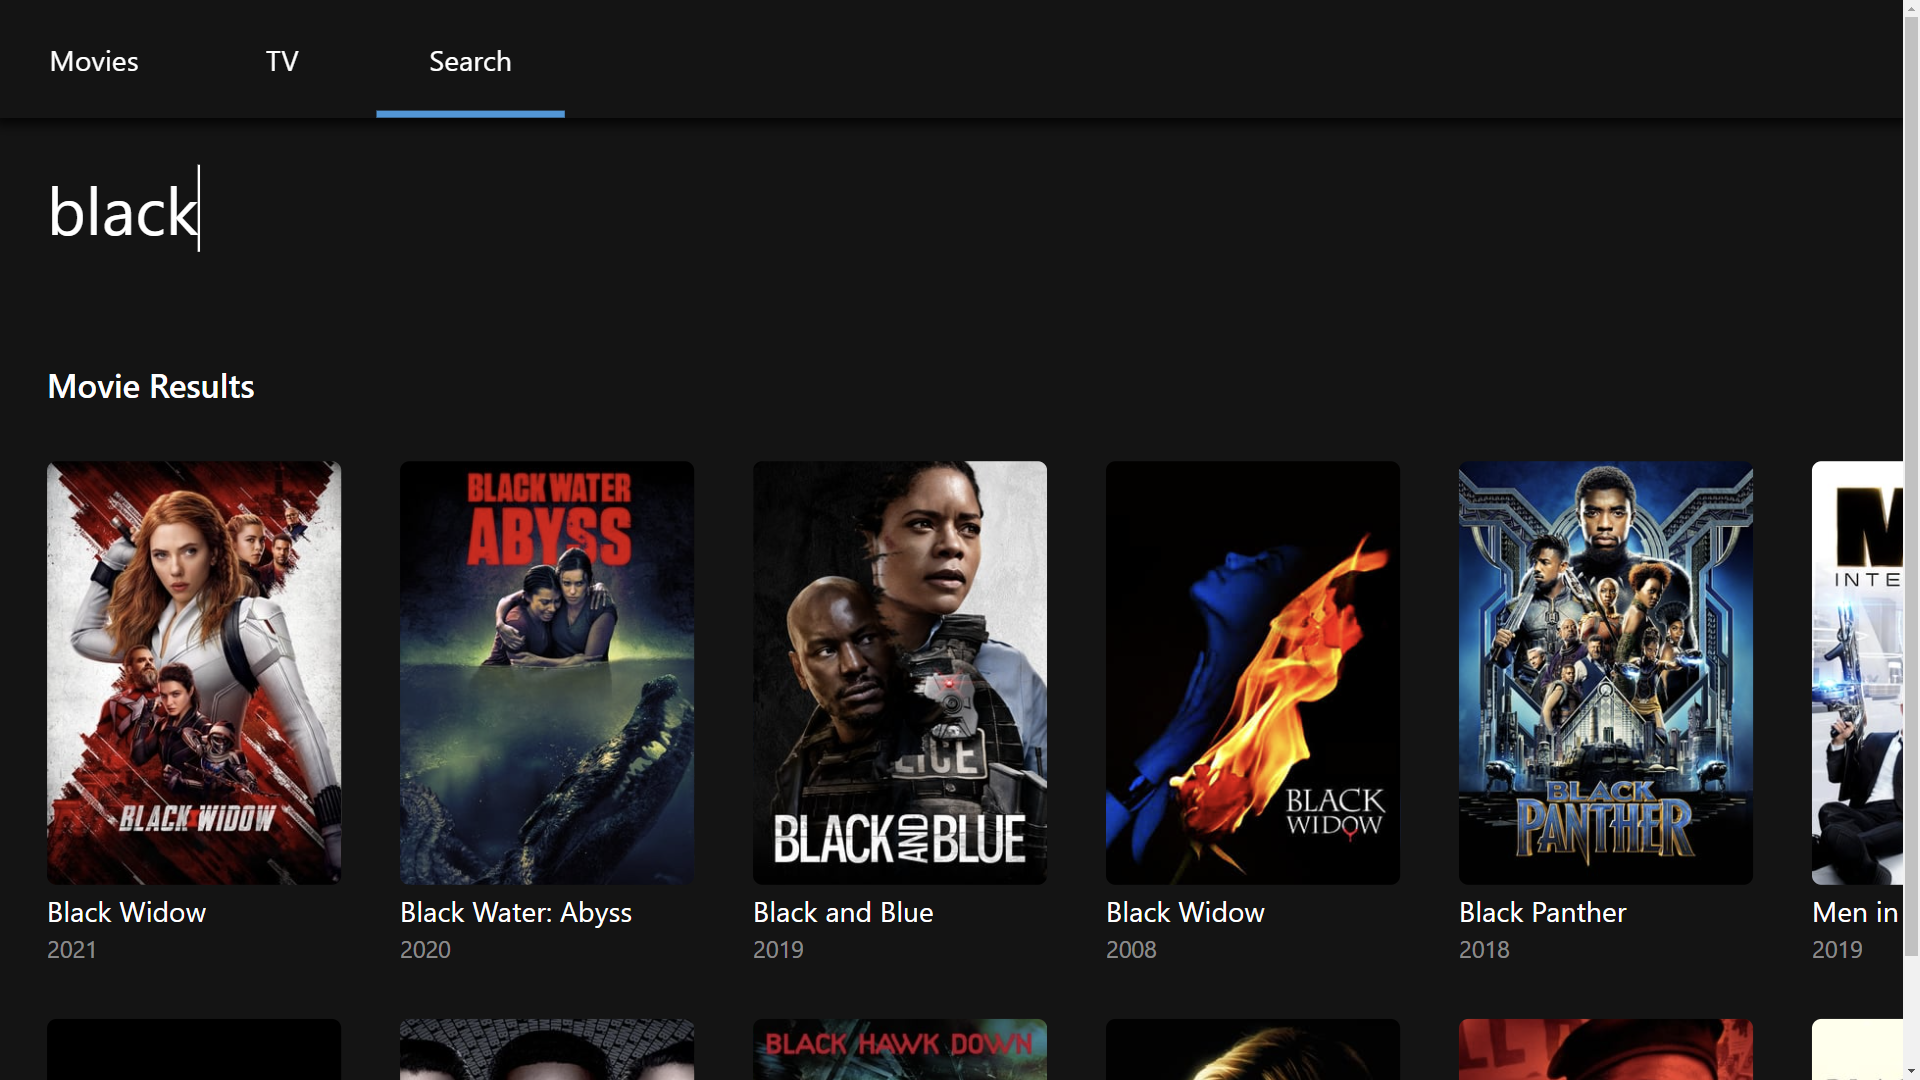 Movies
TV
Search
black
Movie Results
BLACK WATER
ABYSS
M
INTE
LICE
BLACK WIDOW
BLACK AND BLUE
BLACK
WIDOW
BLACK
PANTHER
Black Widow
Black Water: Abyss
Black and Blue
Black Widow
Black Panther
Men in
2021
2020
2019
2008
2018
2019
BLACK HAWK DOWN